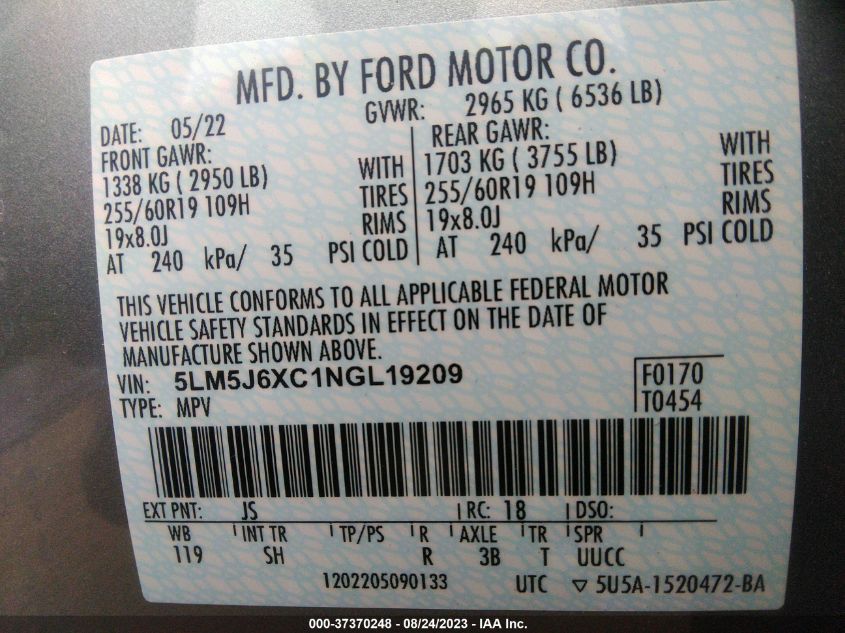 MFD. BY FORD MOTOR CO.
DATE: 05/22 GVWR: 2965 KG ( 6536 LB)
FRONT GAWR: REAR GAWR:
1338 KG ( 2950 LB) WITH 1703 KG ( 3755 LB) WITH
255/60R19 109H TIRES 255/60R19 109H TIRES
19x8.0J RIMS 19x8.0J RIMS
AT 240 kPa/ 35 PSI COLD AT 240 kPa/ 35 PSI COLD
THIS VEHICLE CONFORMS TO ALL APPLICABLE FEDERAL MOTOR
VEHICLE SAFETY STANDARDS IN EFFECT ON THE DATE OF
MANUFACTURE SHOWN ABOVE.
VIN: 5LM5J6XC1NGL19209 F0170
TYPE: MPV T0454
EXT PNT: JS RC: 18 DSO:
WB INT TR TP/PS R AXLE TR SPR
119 SH R 3B T UUCC
1202205090133 UTC ▽ 5U5A-1520472-BA
000-37370248 - 08/24/2023 - IAA Inc.